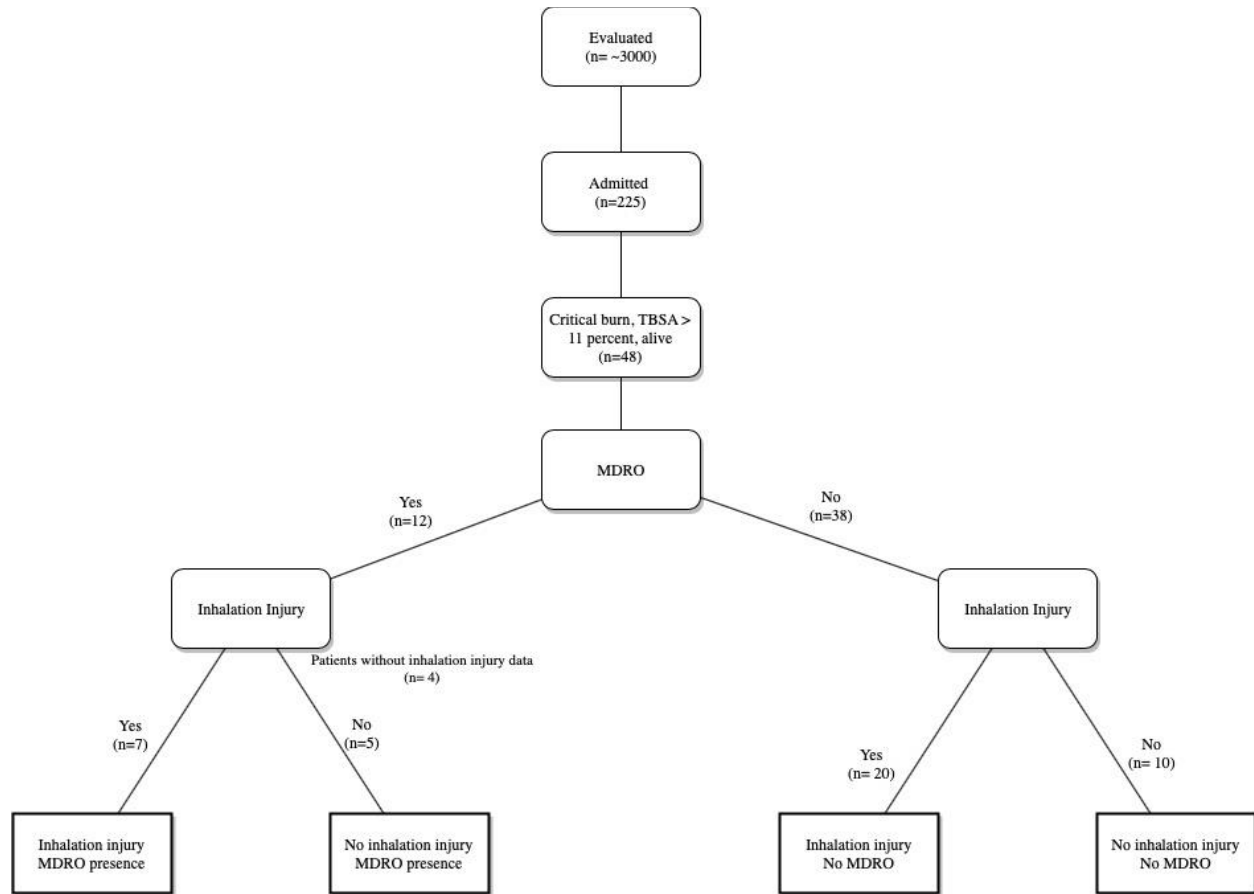 Evaluated
(n= ~3000)
Admitted
(n=225)
Critical burn, TBSA >
11 percent, alive
(n=48)
MDRO
Yes
(n=12)
No
(n=38)
Inhalation Injury
Inhalation Injury
Patients without inhalation injury data
(n= 4)
Yes
(n=7)
No
(n=5)
Yes
(n= 20)
No
(n= 10)
Inhalation injury
MDRO presence
No inhalation injury
MDRO presence
Inhalation injury
No MDRO
No inhalation injury
No MDRO